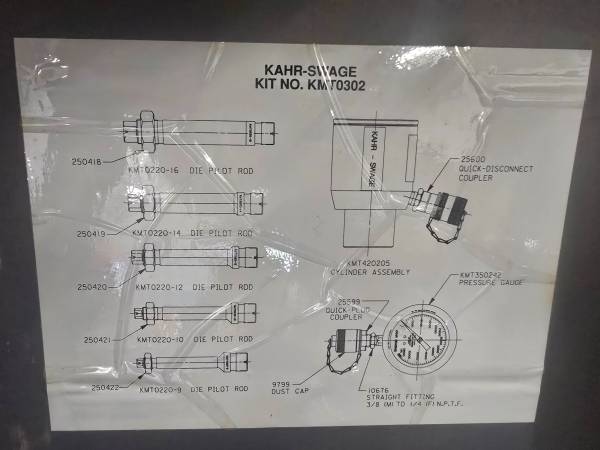 KAHR-SWAGE
KIT NO. KMT0302
250418
KMT0220-16 DIE PILOT ROD
250419
KMT0220-14 DIE PILOT ROD
250420
KMT0220-12 DIE PILOT ROD
250421
KMT0220-10 DIE PILOT ROD
250422
KMT0220-9 DIE PILOT ROD
KAHR - SWAGE
25600
QUICK-DISCONNECT
COUPLER
KMT420205
CYLINDER ASSEMBLY
KMT350242
PRESSURE GAUGE
25599
QUICK-PLUG
COUPLER
9799
DUST CAP
10676
STRAIGHT FITTING
3/8 (M) TO 1/4 (F) N.P.T.F.